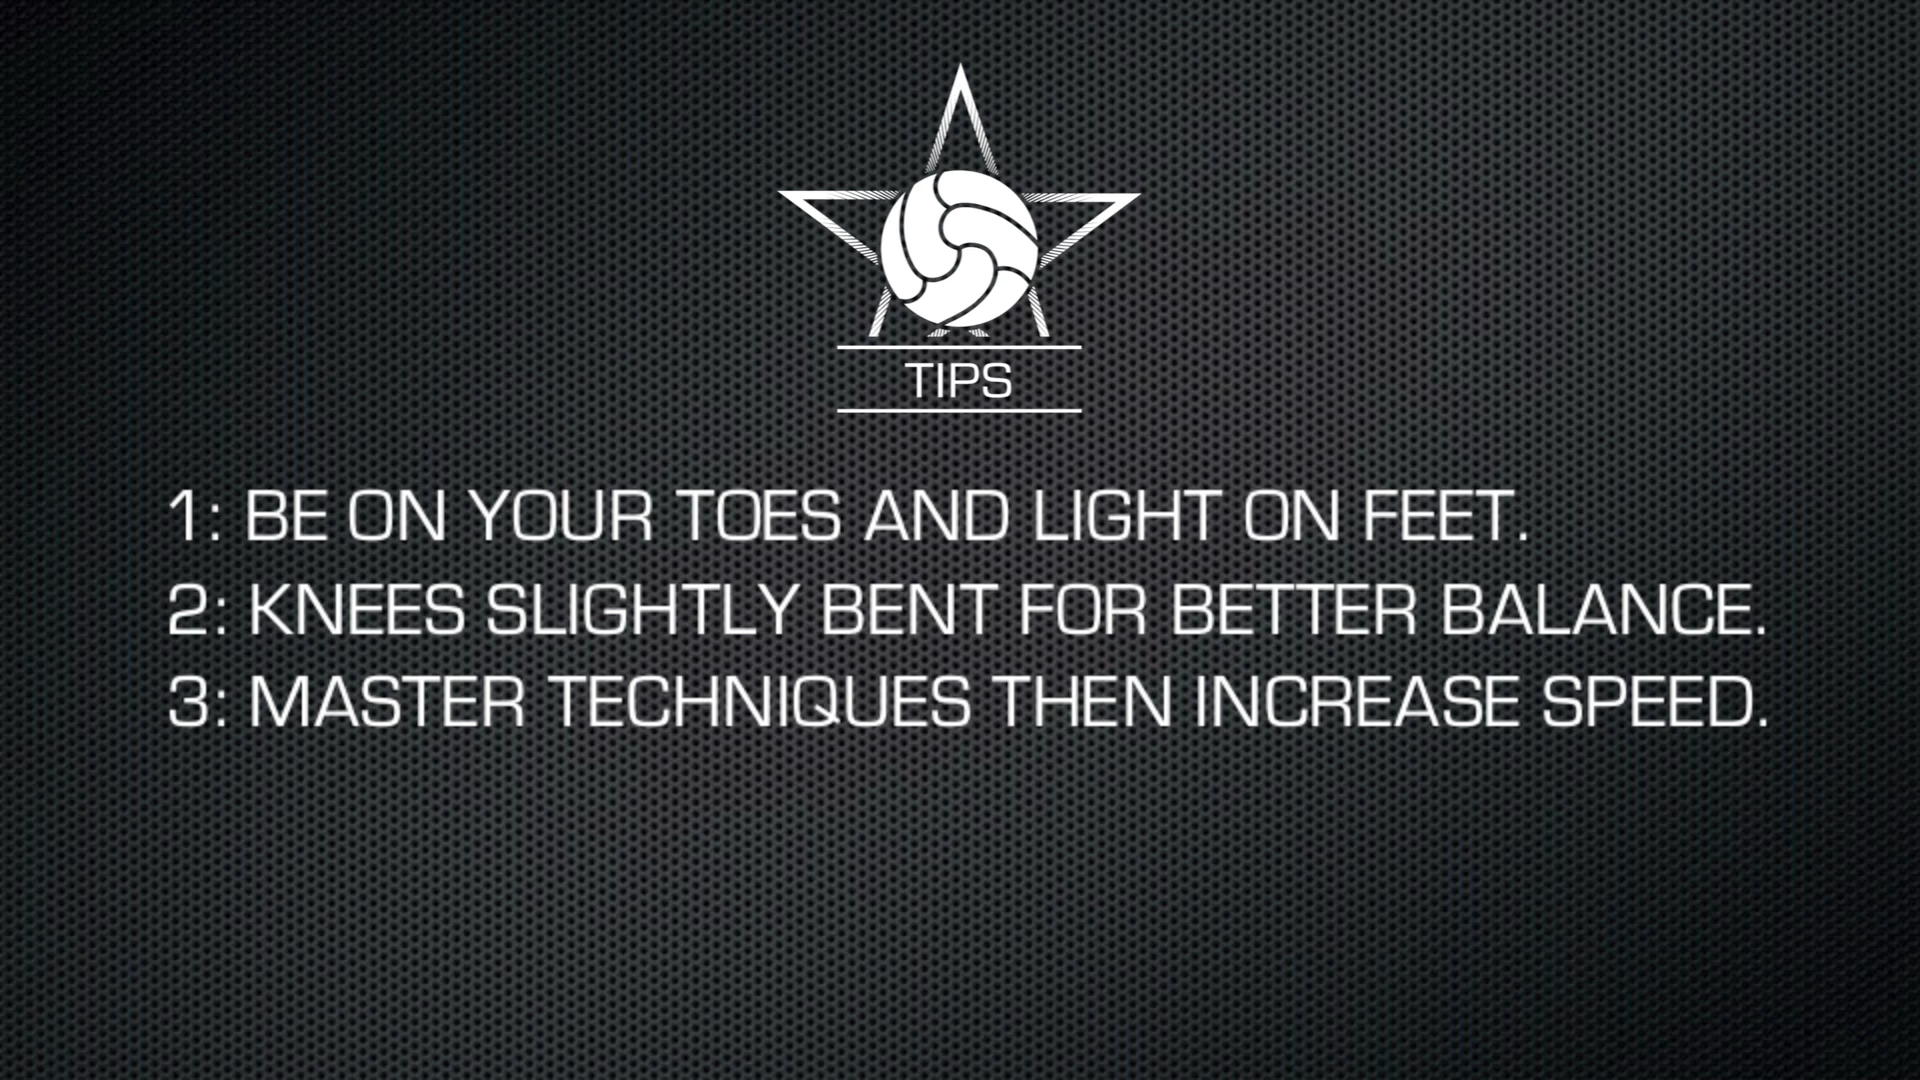 TIPS
1: BE ON YOUR TOES AND LIGHT ON FEET.
2: KNEES SLIGHTLY BENT FOR BETTER BALANCE.
3: MASTER TECHNIQUES THEN INCREASE SPEED.